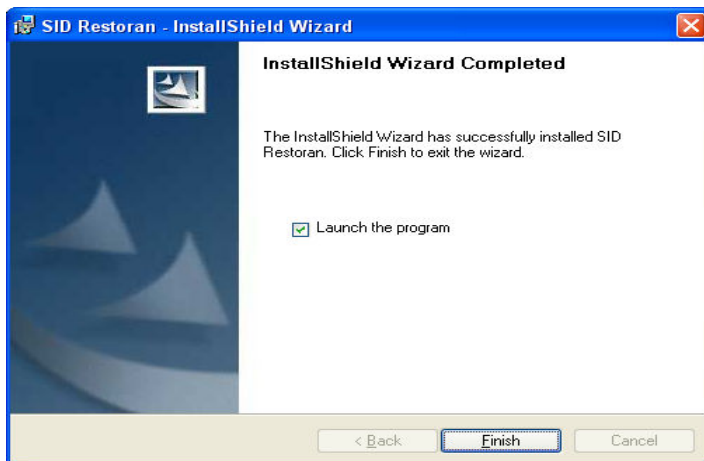 SID Restoran - InstallShield Wizard
InstallShield Wizard Completed
The InstallShield Wizard has successfully installed SID
Restoran. Click Finish to exit the wizard.
Launch the program
< Back Finish Cancel